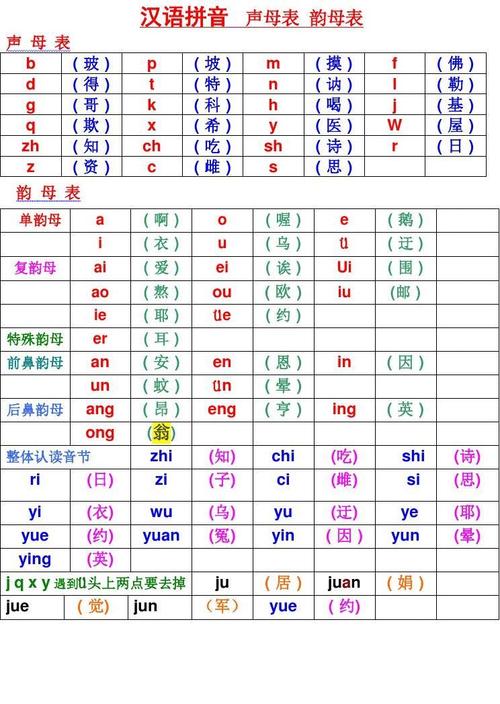 汉语拼音 声母表 韵母表
声 母 表
b （玻） p （坡） m （摸） f （佛）
d （得） t （特） n （讷） l （勒）
g （哥） k （科） h （喝） j （基）
q （欺） x （希） y （医） W （屋）
zh （知） ch （吃） sh （诗） r （日）
z （资） c （雌） s （思）
韵 母 表
单韵母 a （啊） o （喔） e （鹅）
i （衣） u （乌） ü （迂）
复韵母 ai （爱） ei （诶） Ui （围）
ao （熬） ou （欧） iu (邮）
ie （耶） üe （约）
特殊韵母 er （耳）
前鼻韵母 an （安） en （恩） in （因）
un （蚊） ün （晕）
后鼻韵母 ang （昂） eng （亨） ing （英）
ong (翁)
整体认读音节 zhi (知) chi (吃) shi (诗)
ri (日) zi (子) ci (雌) si (思)
yi (衣) wu (乌) yu (迂) ye (耶)
yue (约) yuan (冤) yin （因） yun (晕)
ying (英)
j q x y 遇到ü头上两点要去掉 ju （居） juan （娟）
jue （觉) jun （军） yue （约）